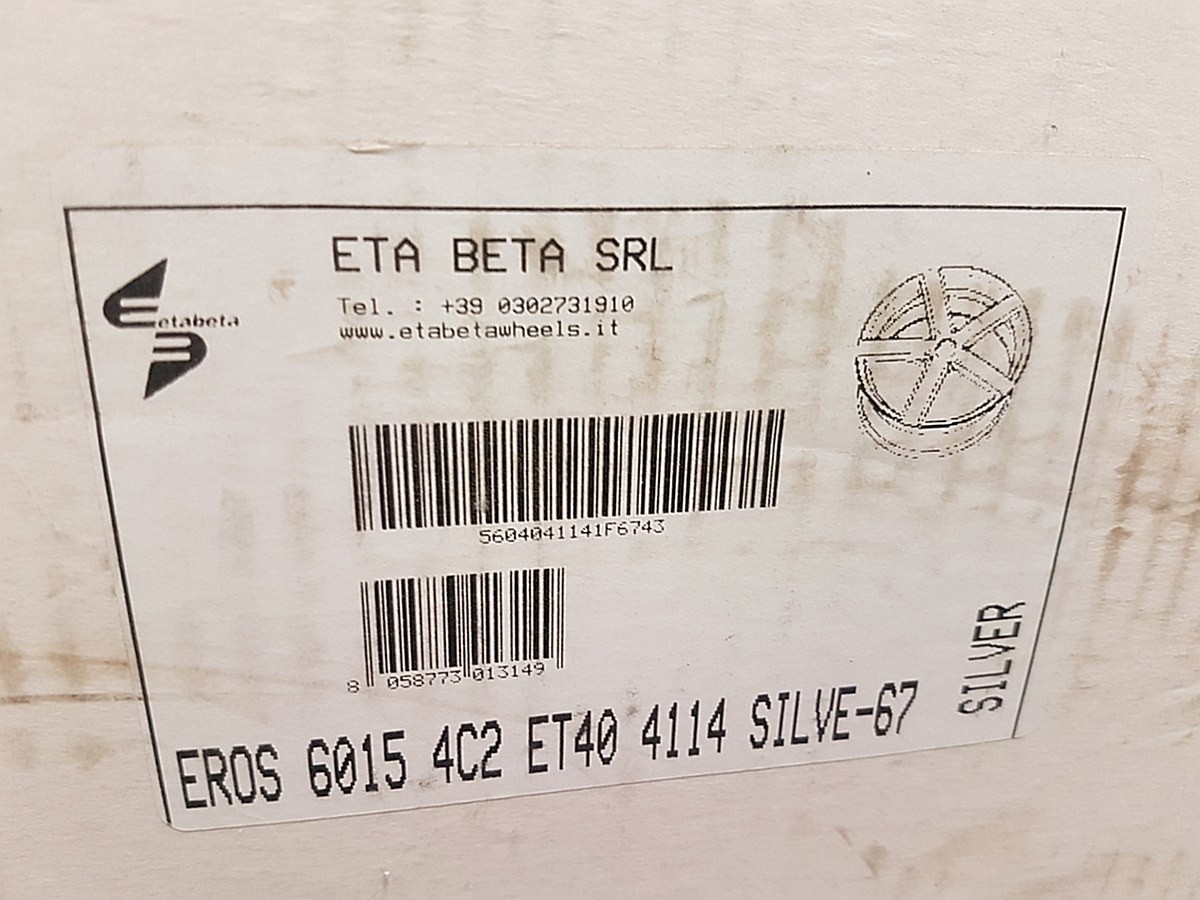 ETA BETA SRL
Tel. : +39 0302731910
www.etabetawheels.it
etabeta
5604041141F6743
8 058773 013149
EROS 6015 4C2 ET40 4114 SILVE-67
SILVER